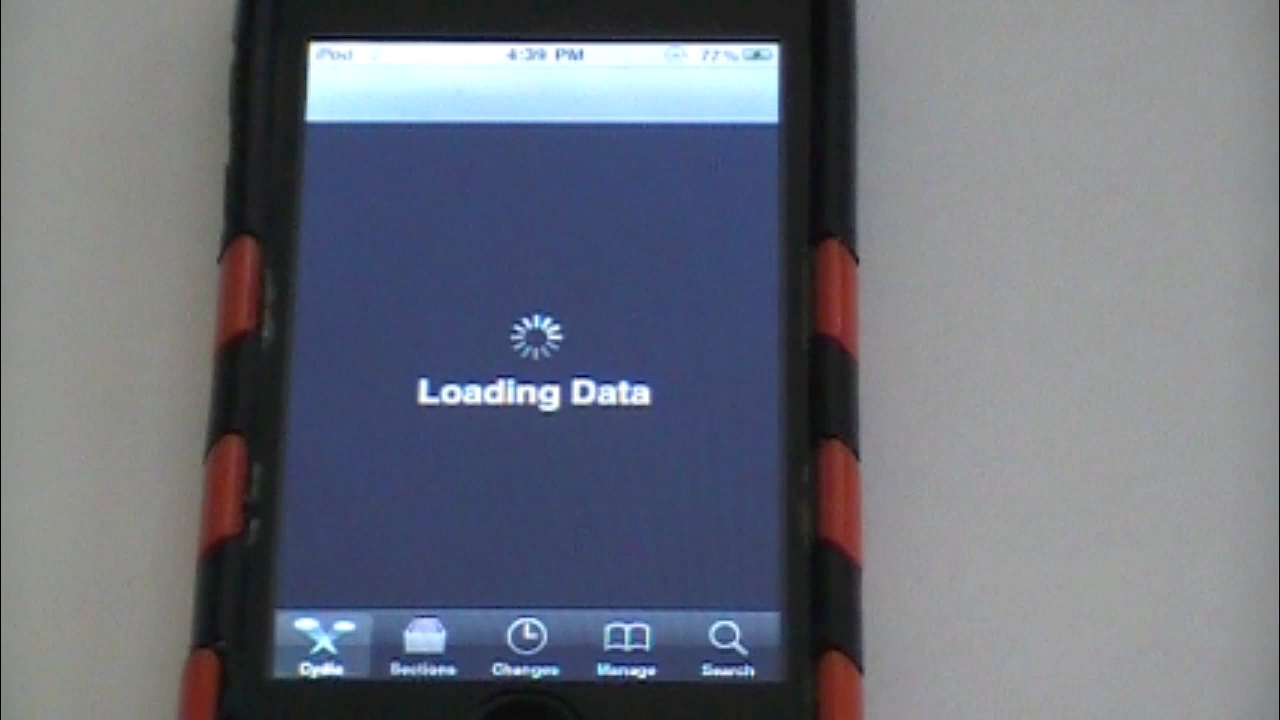 iPod 4:39 PM 77%
Loading Data
Cydia Sections Changes Manage Search